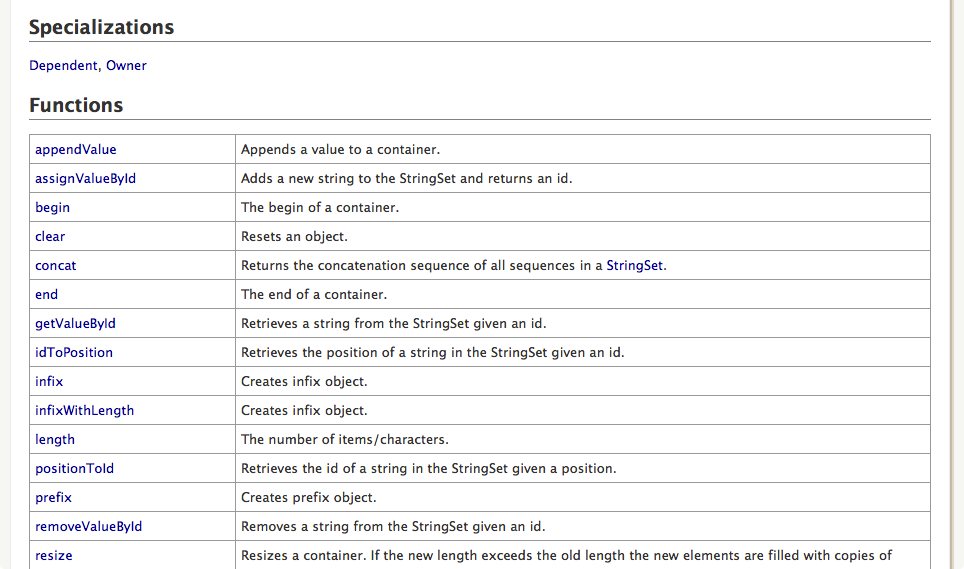 Specializations
Dependent, Owner
Functions
appendValue Appends a value to a container.
assignValueById Adds a new string to the StringSet and returns an id.
begin The begin of a container.
clear Resets an object.
concat Returns the concatenation sequence of all sequences in a StringSet.
end The end of a container.
getValueById Retrieves a string from the StringSet given an id.
idToPosition Retrieves the position of a string in the StringSet given an id.
infix Creates infix object.
infixWithLength Creates infix object.
length The number of items/characters.
positionToId Retrieves the id of a string in the StringSet given a position.
prefix Creates prefix object.
removeValueById Removes a string from the StringSet given an id.
resize Resizes a container. If the new length exceeds the old length the new elements are filled with copies of